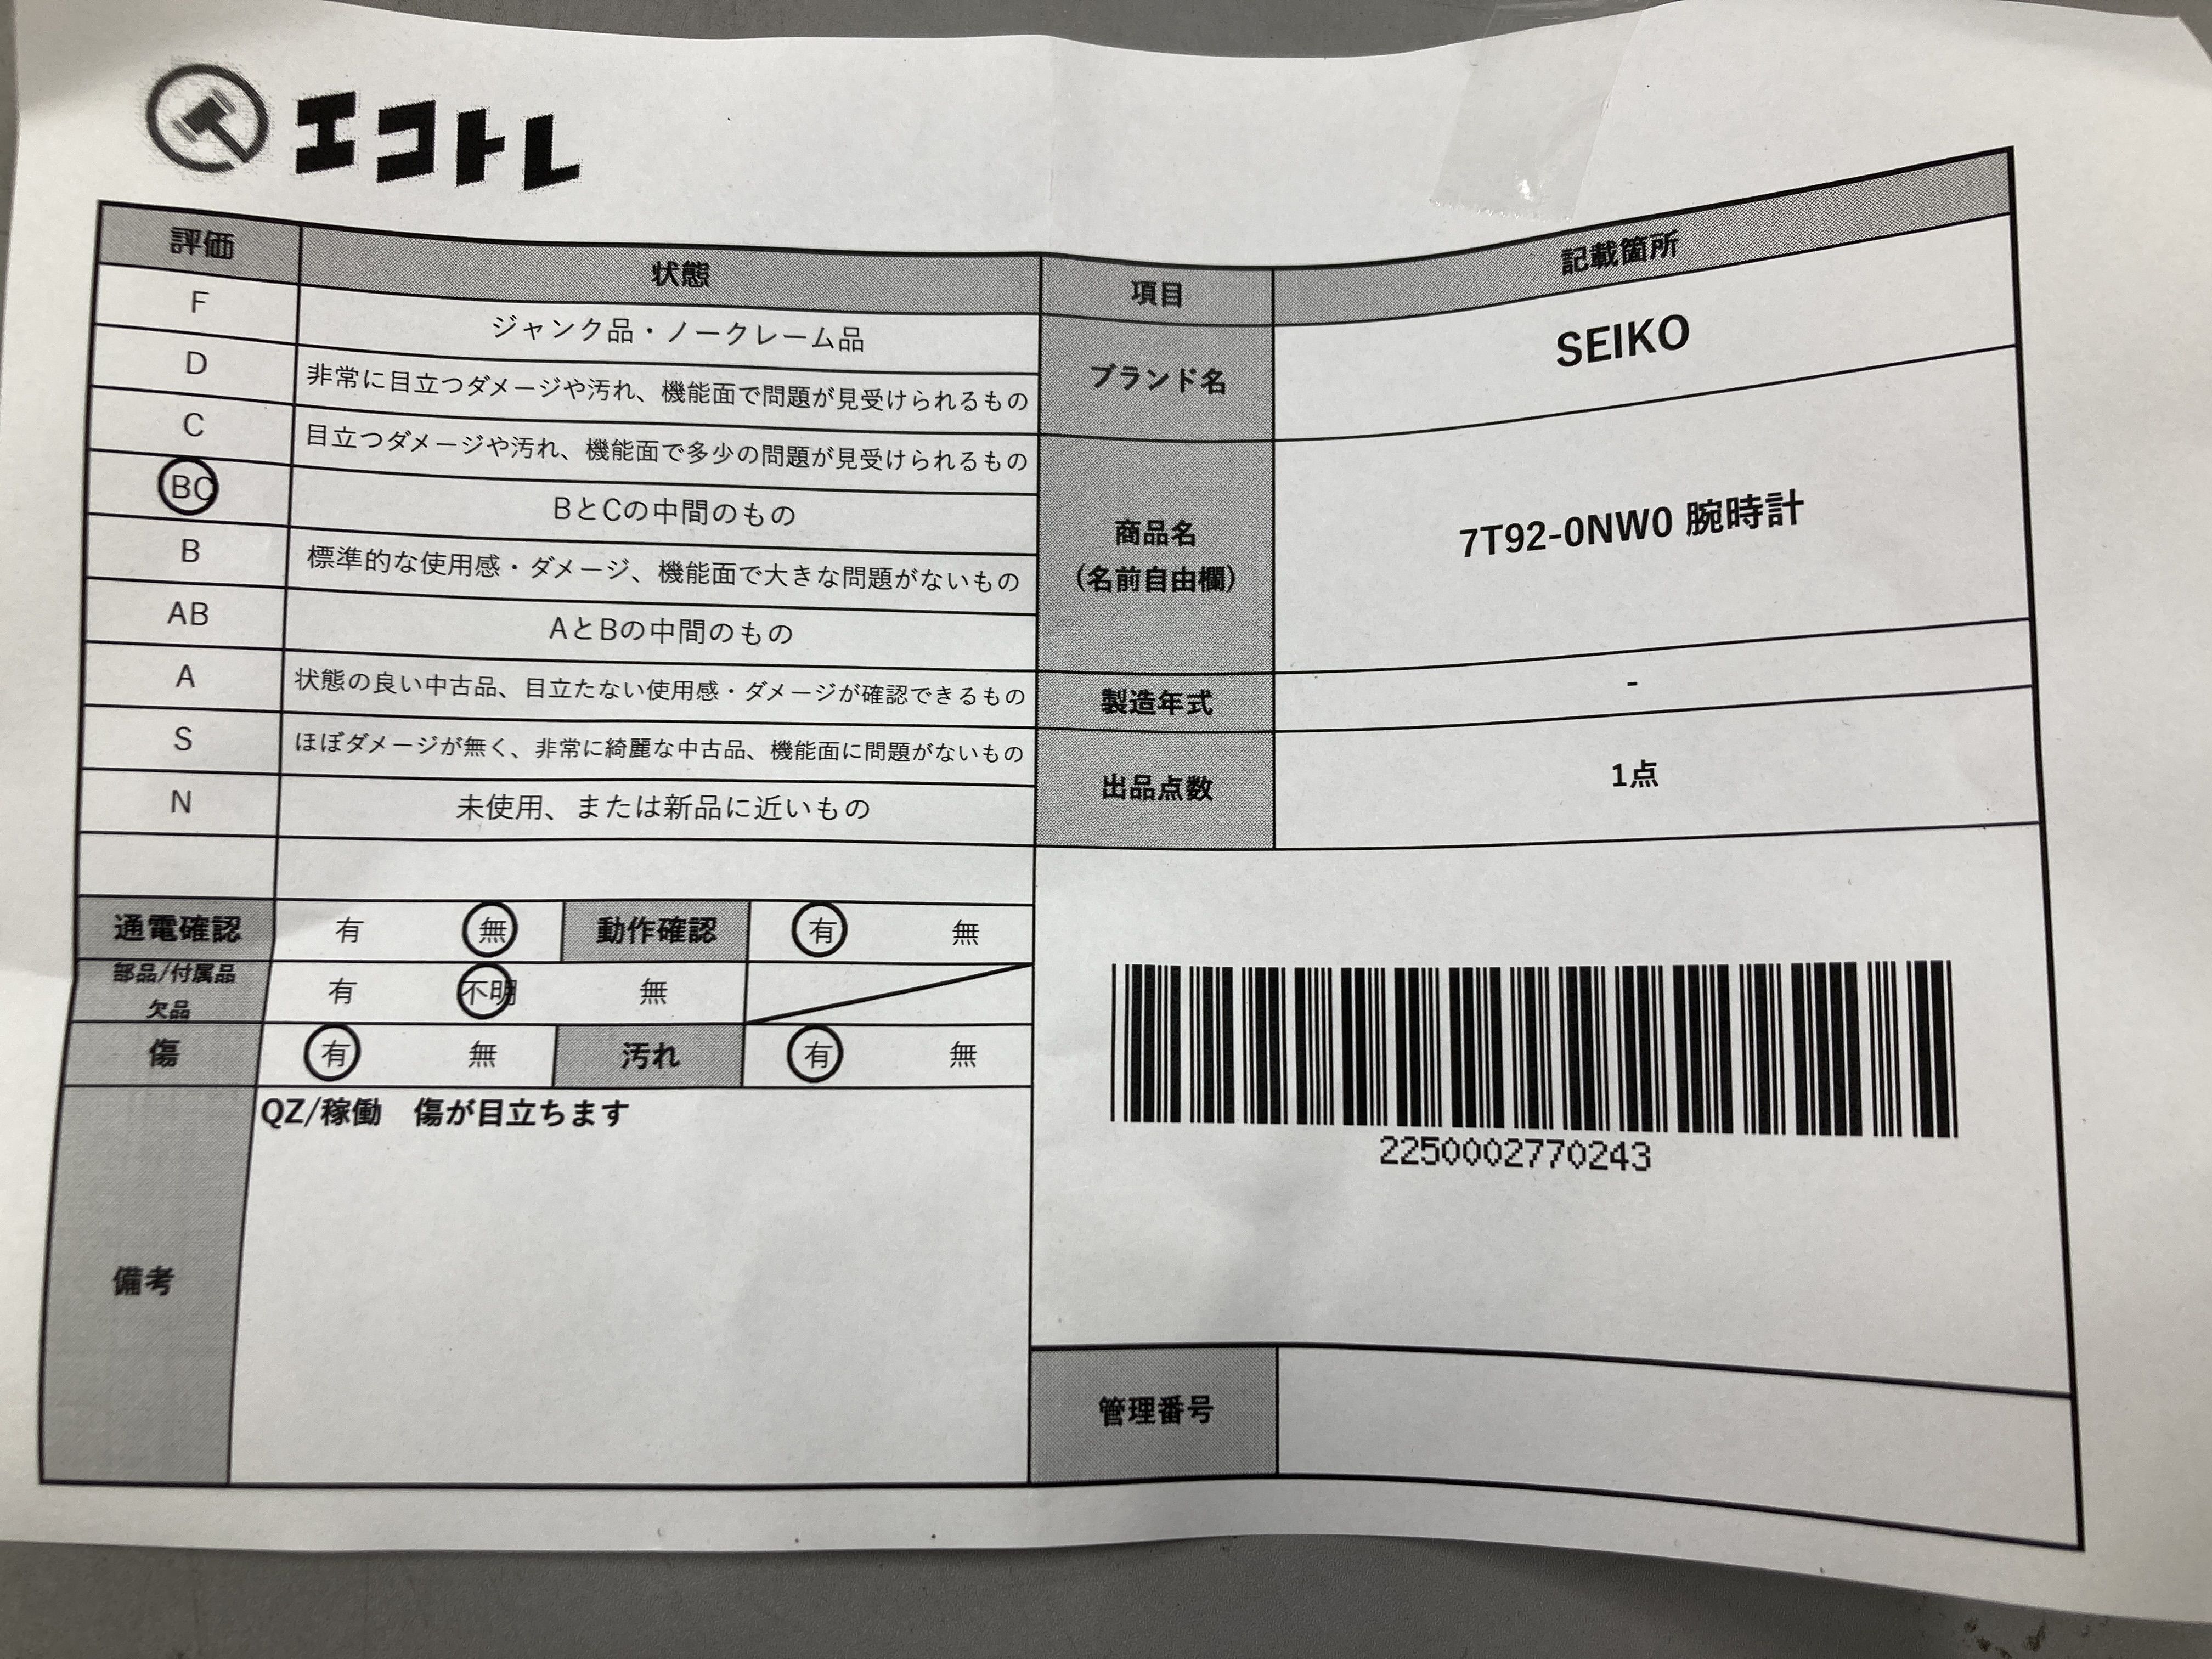 エコトレ
評価 状態 項目 記載箇所
F ジャンク品・ノークレーム品
D 非常に目立つダメージや汚れ、機能面で問題が見受けられるもの
C 目立つダメージや汚れ、機能面で多少の問題が見受けられるもの
BC BとCの中間のもの
B 標準的な使用感・ダメージ、機能面で大きな問題がないもの
AB AとBの中間のもの
A 状態の良い中古品、目立たない使用感・ダメージが確認できるもの
S ほぼダメージが無く、非常に綺麗な中古品、機能面に問題がないもの
N 未使用、または新品に近いもの
ブランド名 SEIKO
商品名
（名前自由欄）
7T92-0NW0 腕時計
製造年式 -
出品点数 1点
通電確認 有 無 動作確認 有 無
部品/付属品
欠品
有 不明 無
傷 有 無 汚れ 有 無
備考
QZ/稼働　傷が目立ちます
2250002770243
管理番号